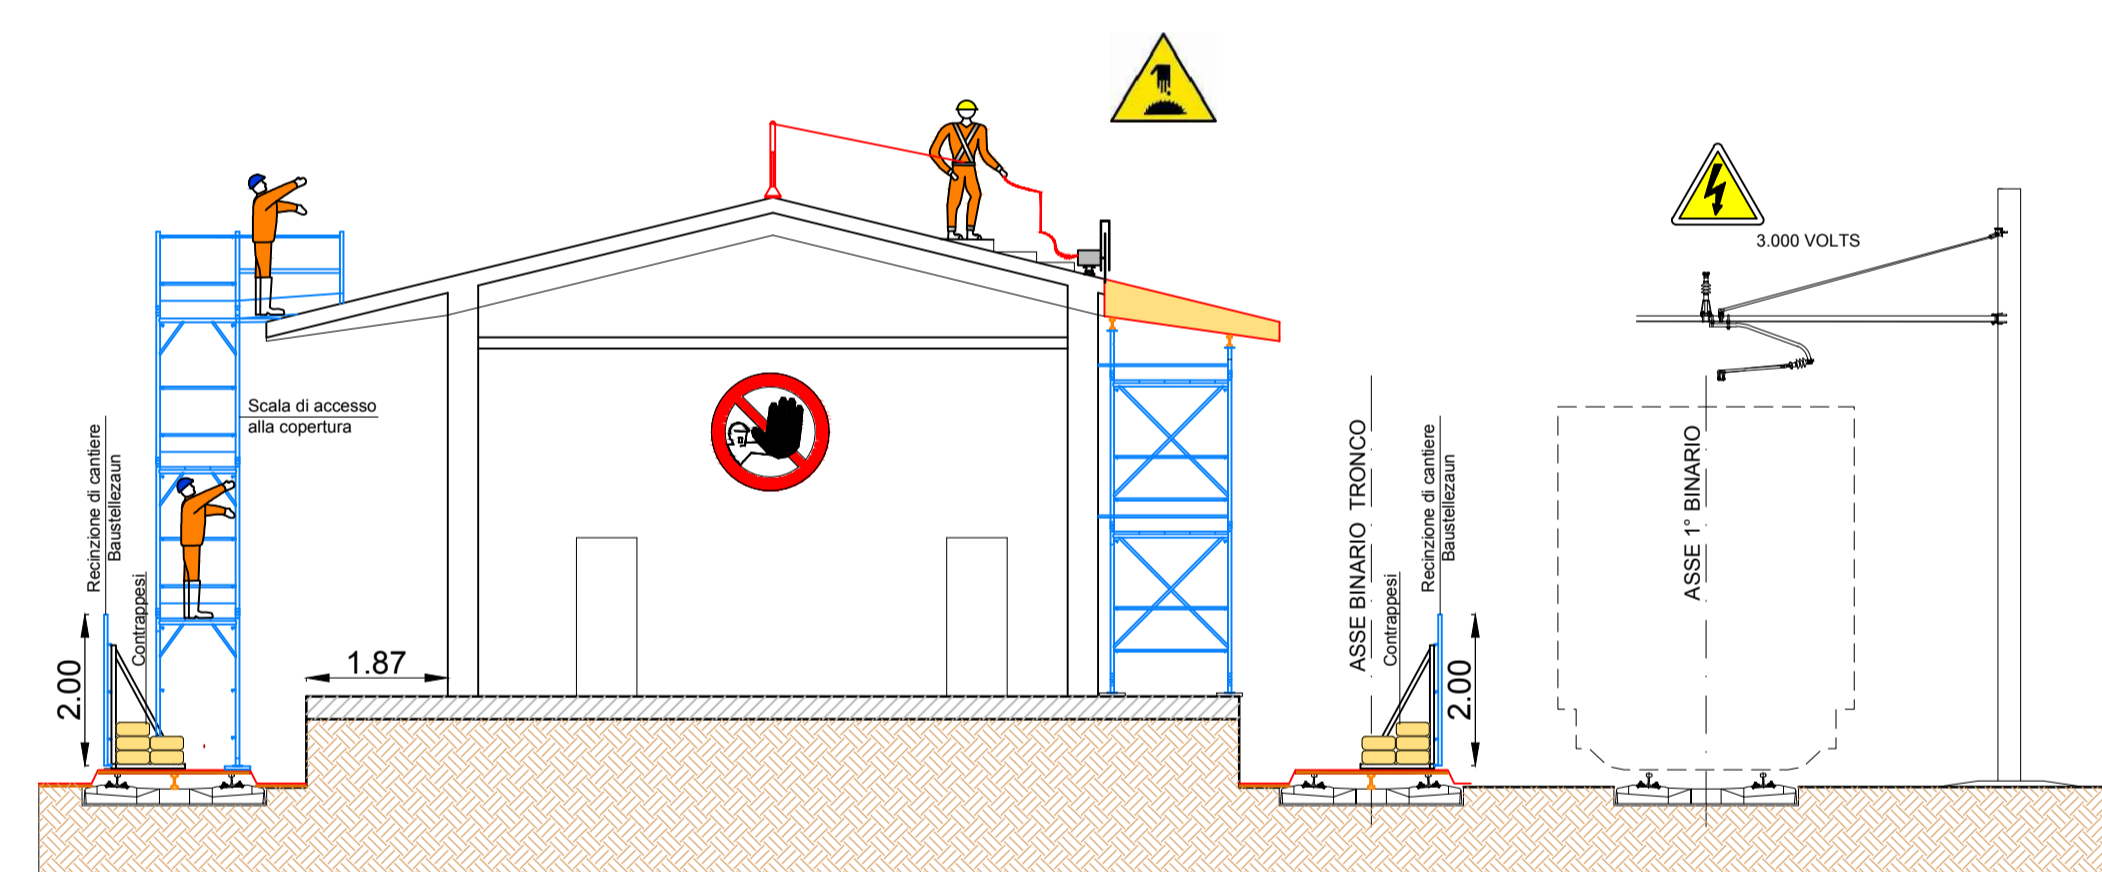 3.000 VOLTS
Scala di accesso
alla copertura
Recinzione di cantiere
Baustellezaun
Contrappesi
2.00
1.87
ASSE BINARIO TRONCO
Contrappesi
Recinzione di cantiere
Baustellezaun
2.00
ASSE 1° BINARIO